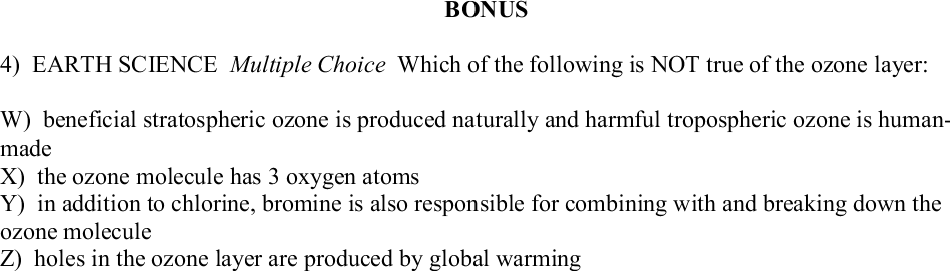 BONUS
4) EARTH SCIENCE Multiple Choice Which of the following is NOT true of the ozone layer:
W) beneficial stratospheric ozone is produced naturally and harmful tropospheric ozone is human-
made
X) the ozone molecule has 3 oxygen atoms
Y) in addition to chlorine, bromine is also responsible for combining with and breaking down the
ozone molecule
Z) holes in the ozone layer are produced by global warming